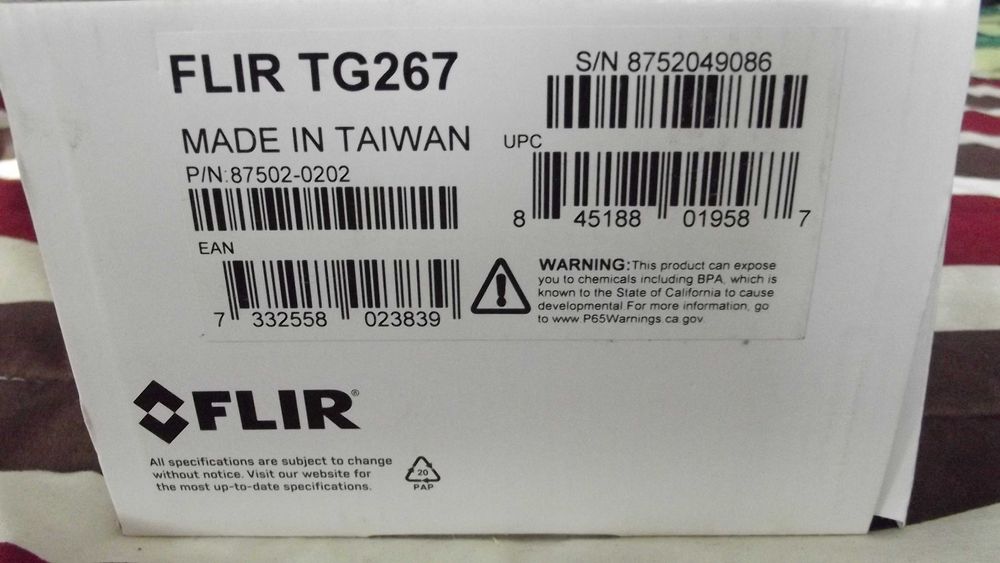 FLIR TG267
S/N 8752049086
MADE IN TAIWAN
UPC
P/N:87502-0202
8 45188 01958 7
EAN
7 332558 023839
WARNING:This product can expose
you to chemicals including BPA, which is
known to the State of California to cause
developmental.For more information, go
to www.P65Warnings.ca.gov.
FLIR®
All specifications are subject to change
without notice. Visit our website for
the most up-to-date specifications.
20
PAP